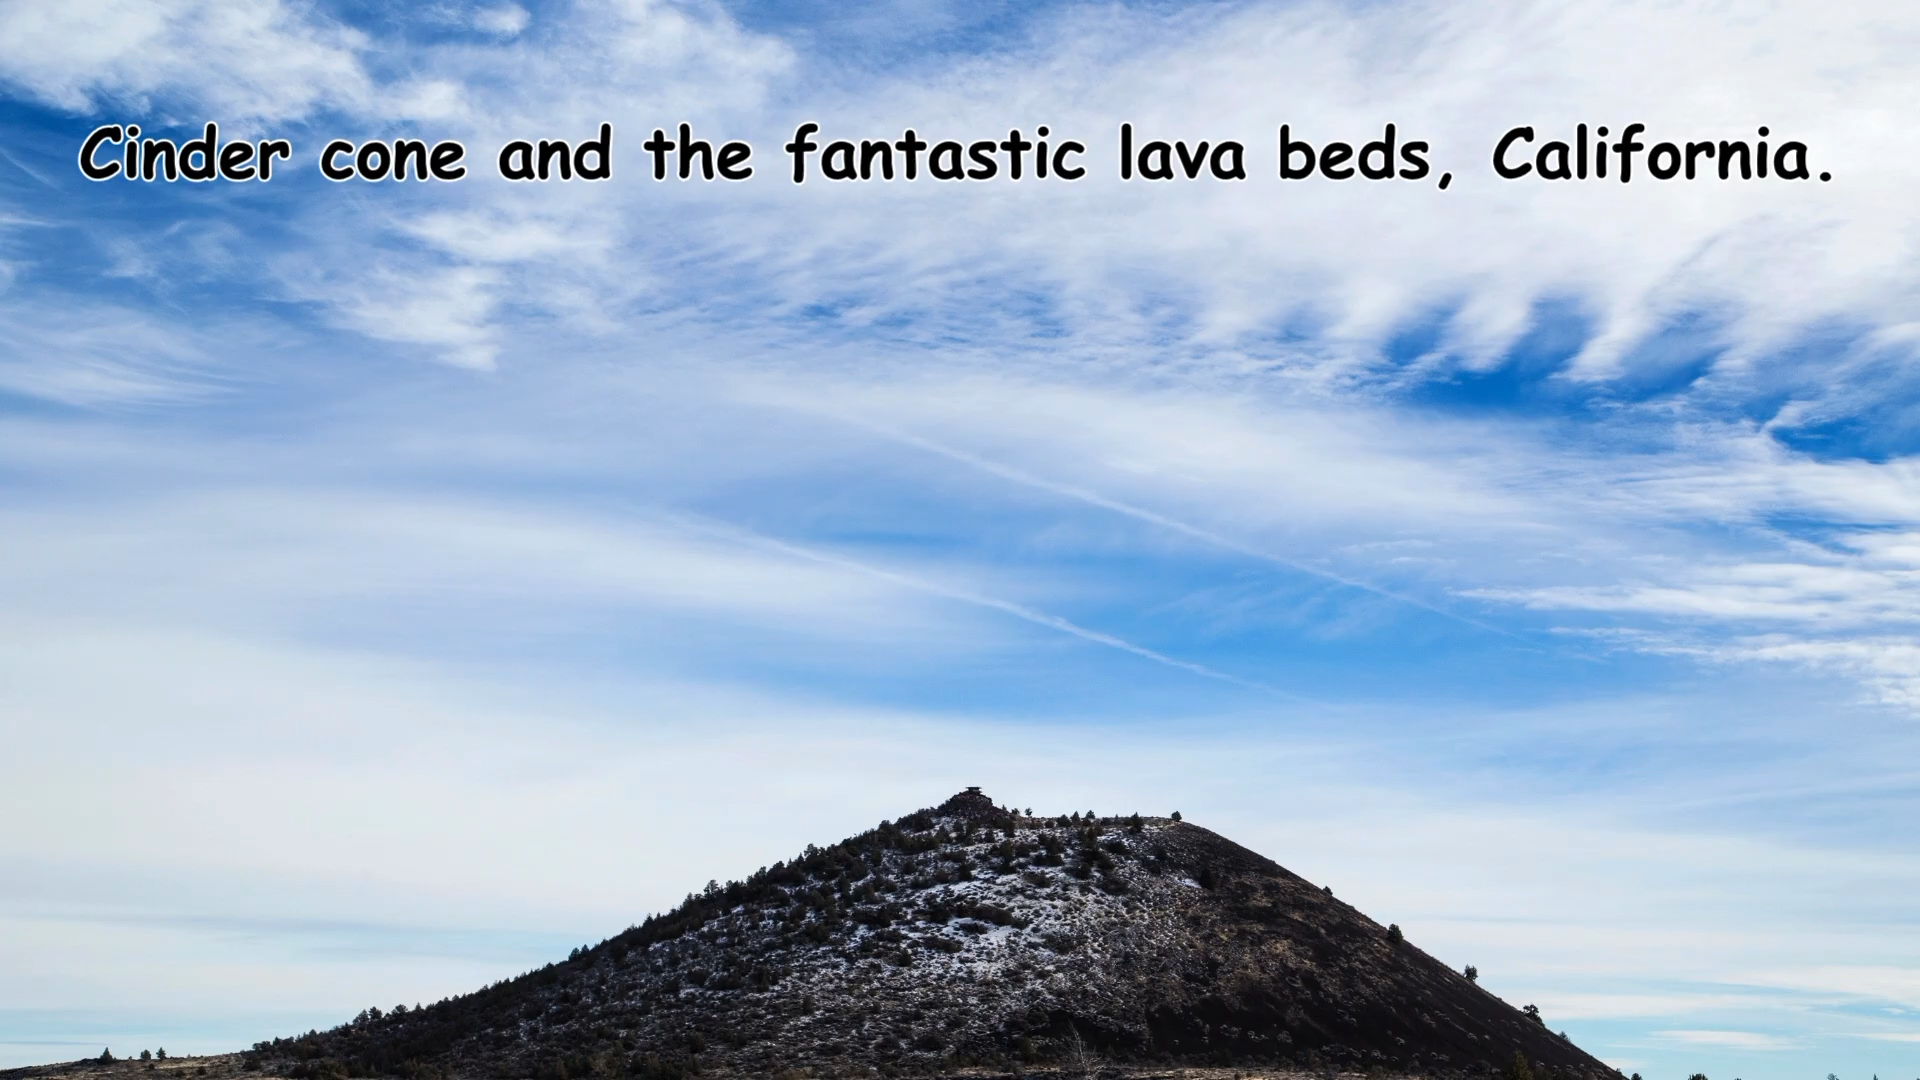 Cinder cone and the fantastic lava beds, California.